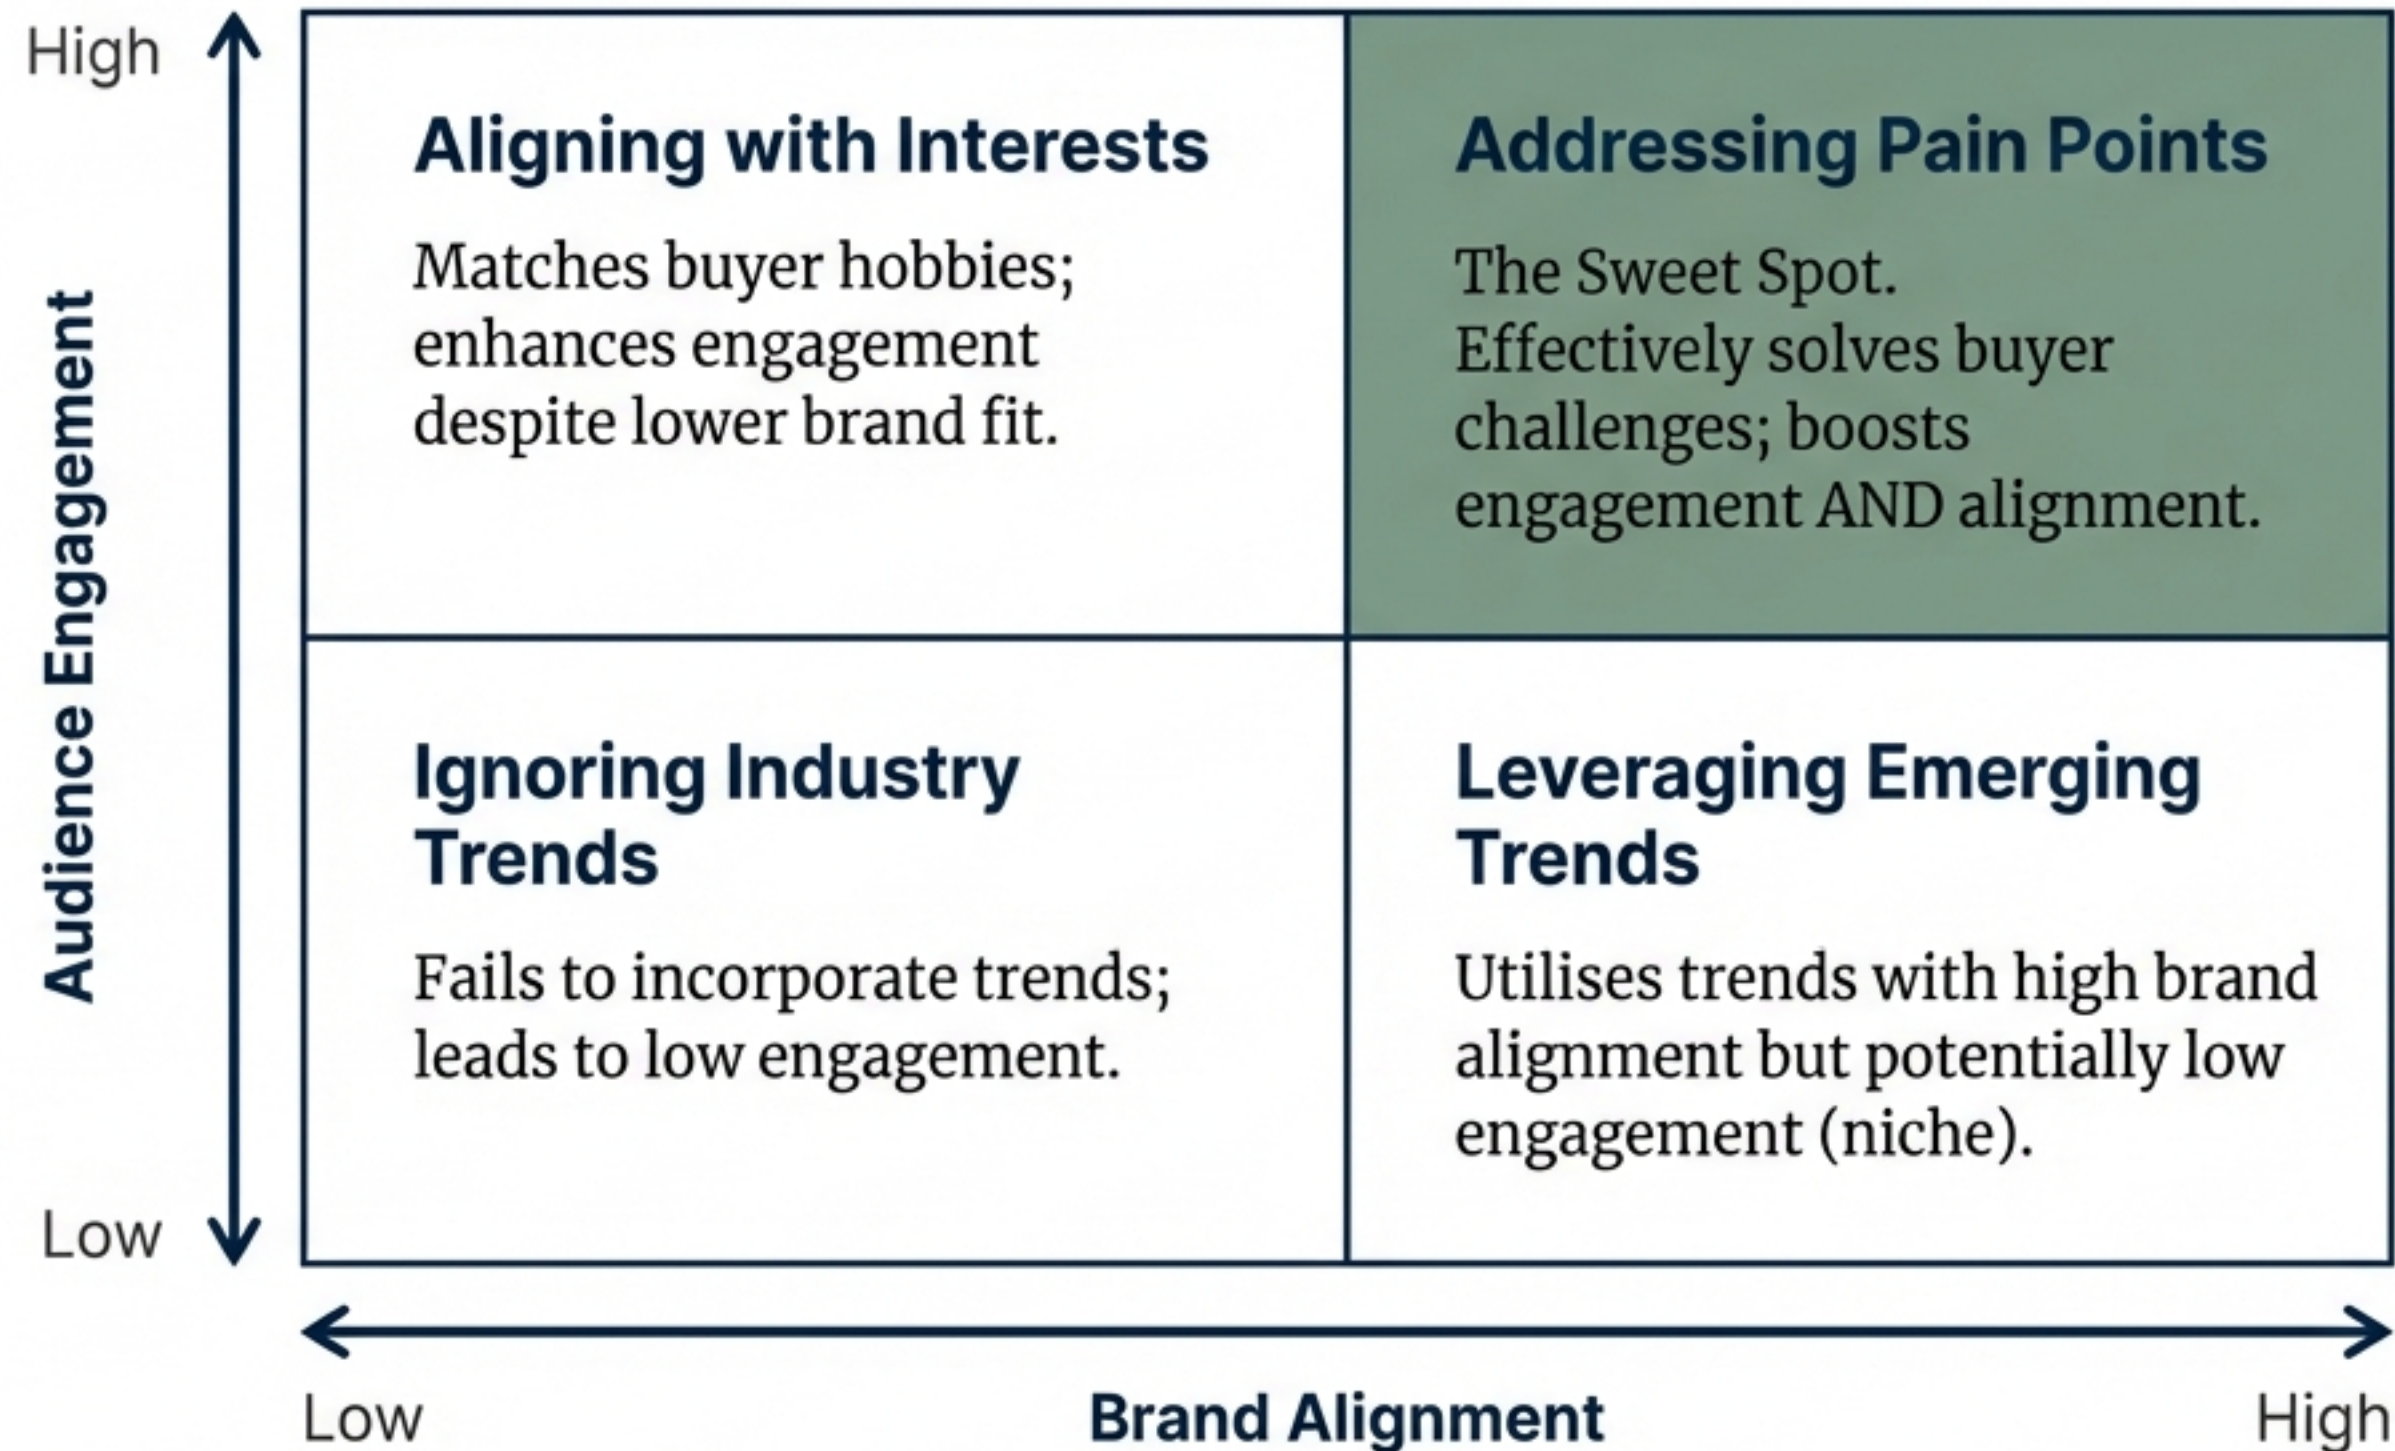 High
Audience Engagement
Low
Aligning with Interests
Matches buyer hobbies;
enhances engagement
despite lower brand fit.
Addressing Pain Points
The Sweet Spot.
Effectively solves buyer
challenges; boosts
engagement AND alignment.
Ignoring Industry
Trends
Fails to incorporate trends;
leads to low engagement.
Leveraging Emerging
Trends
Utilises trends with high brand
alignment but potentially low
engagement (niche).
Low
Brand Alignment
High